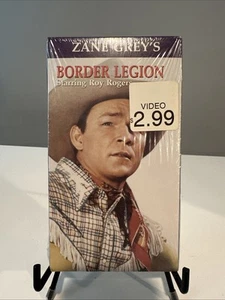 ZANE GREY'S
BORDER LEGION
Starring Roy Roger
VIDEO
$2.99